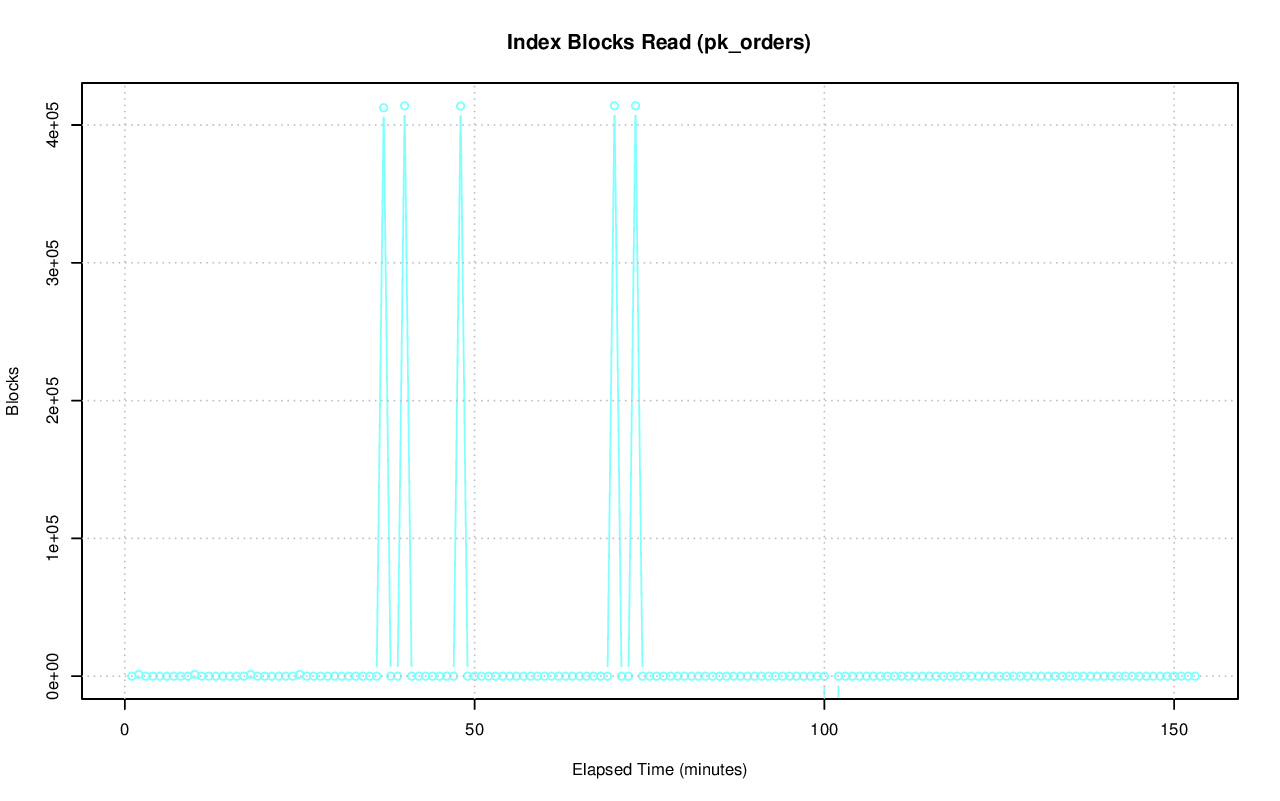 Index Blocks Read (pk_orders)
4e+05
3e+05
2e+05
1e+05
0e+00
Blocks
0
50
100
150
Elapsed Time (minutes)